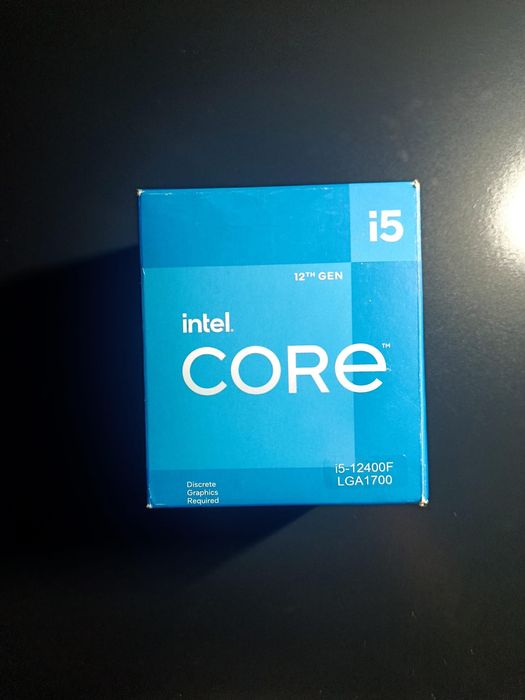 i5
12TH GEN
intel.
CORe™
i5-12400F
LGA1700
Discrete
Graphics
Required